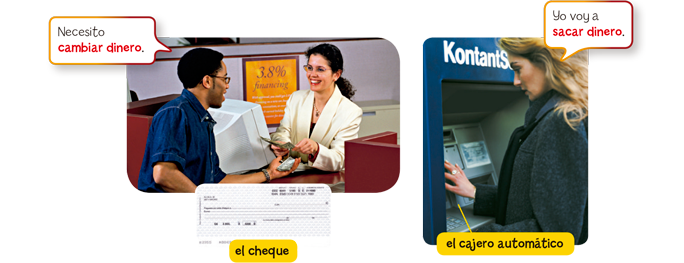 Necesito
cambiar dinero.
Yo voy a
sacar dinero.
3.8%
financing
KontantS
el cheque
el cajero automático